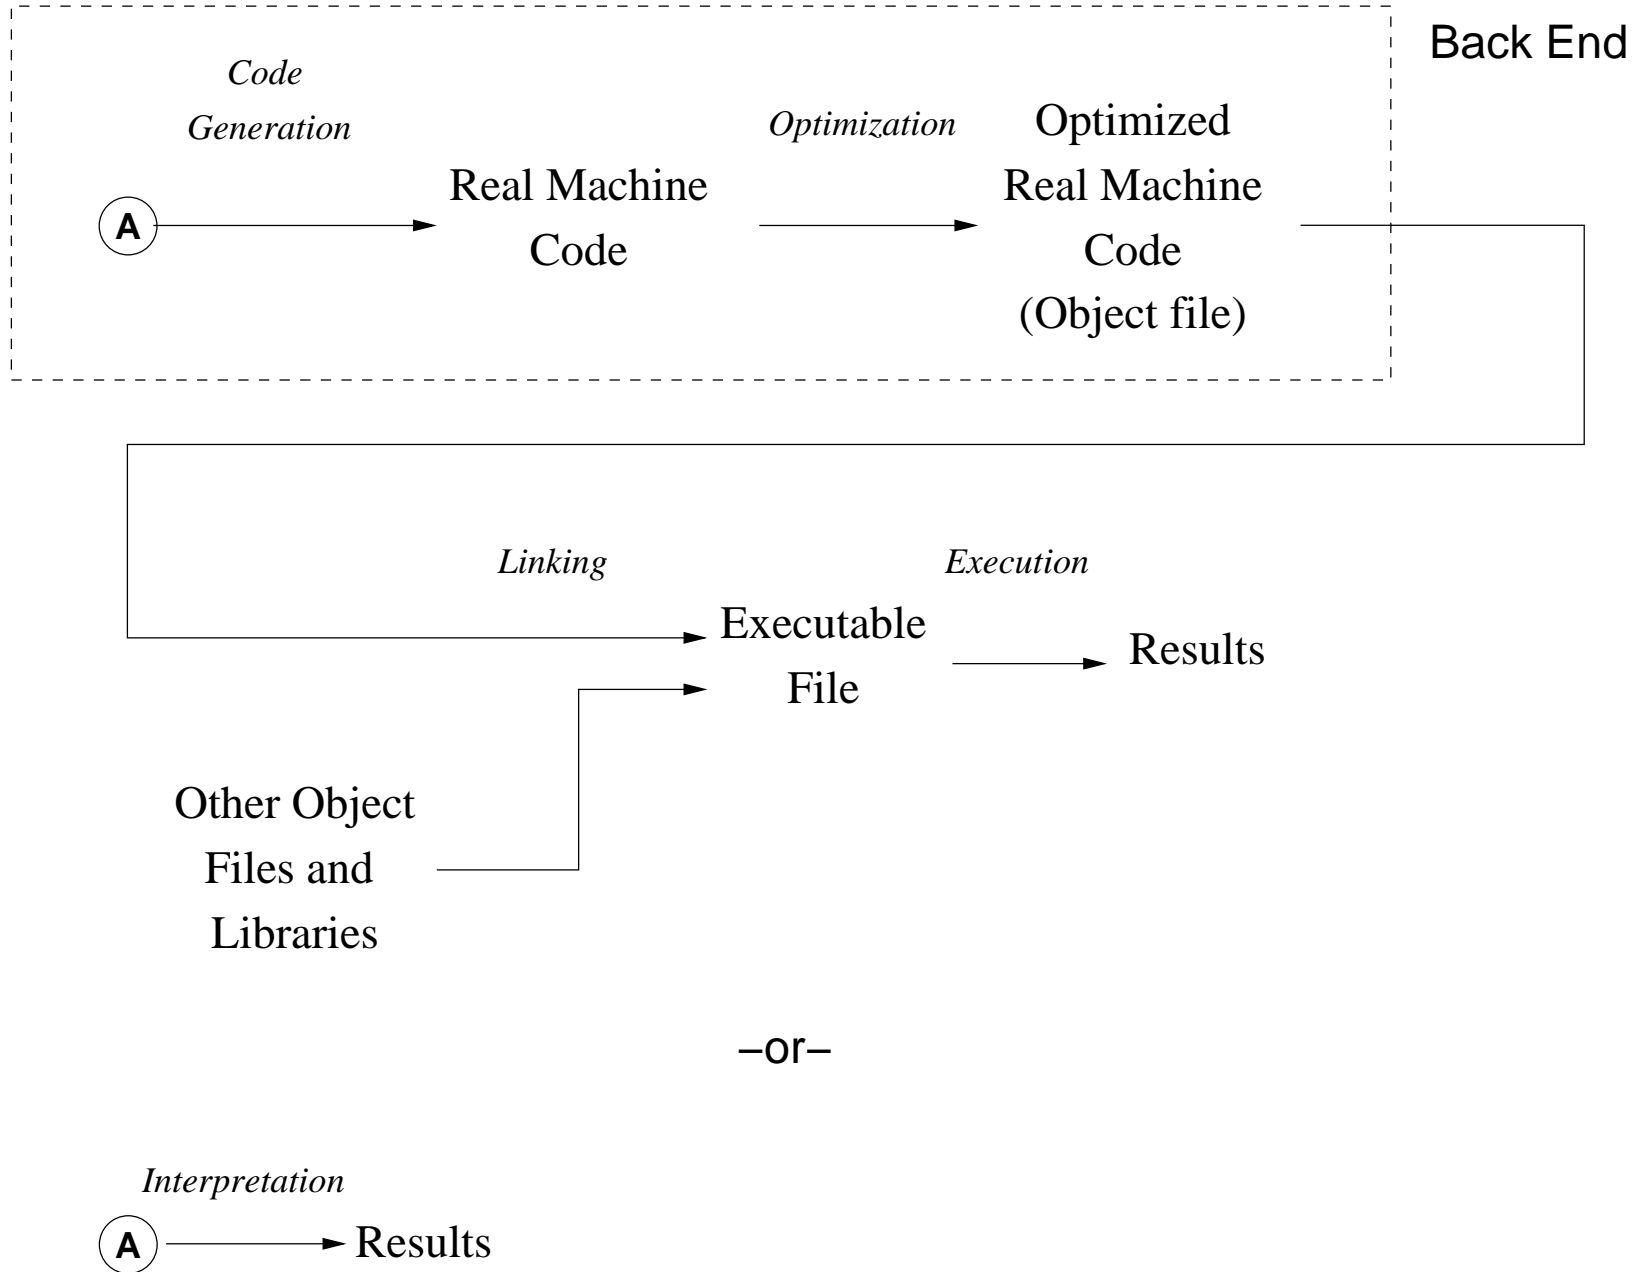 Back End
Code
Generation
Optimization
Optimized
Real Machine
Code
(Object file)
Real Machine
Code
A
Linking
Execution
Executable
File
Results
Other Object
Files and
Libraries
–or–
Interpretation
A
Results